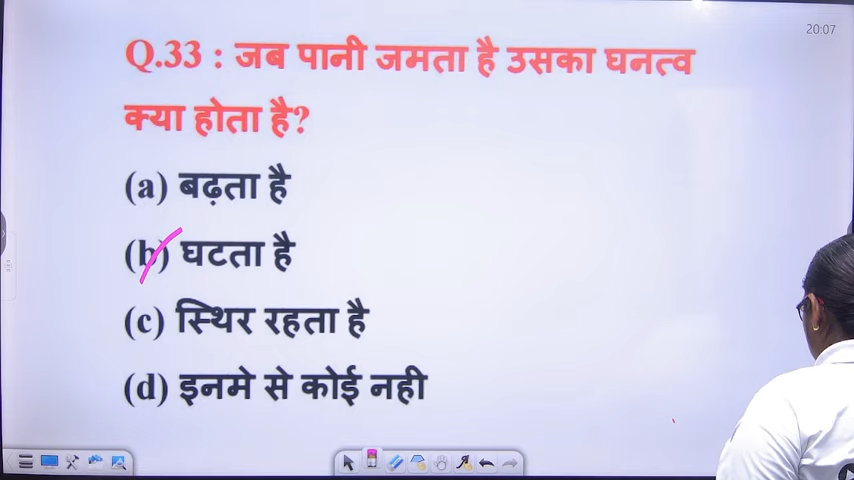 20:07
Q.33 : जब पानी जमता है उसका घनत्व
क्या होता है?
(a) बढ़ता है
(b) घटता है
(c) स्थिर रहता है
(d) इनमे से कोई नही